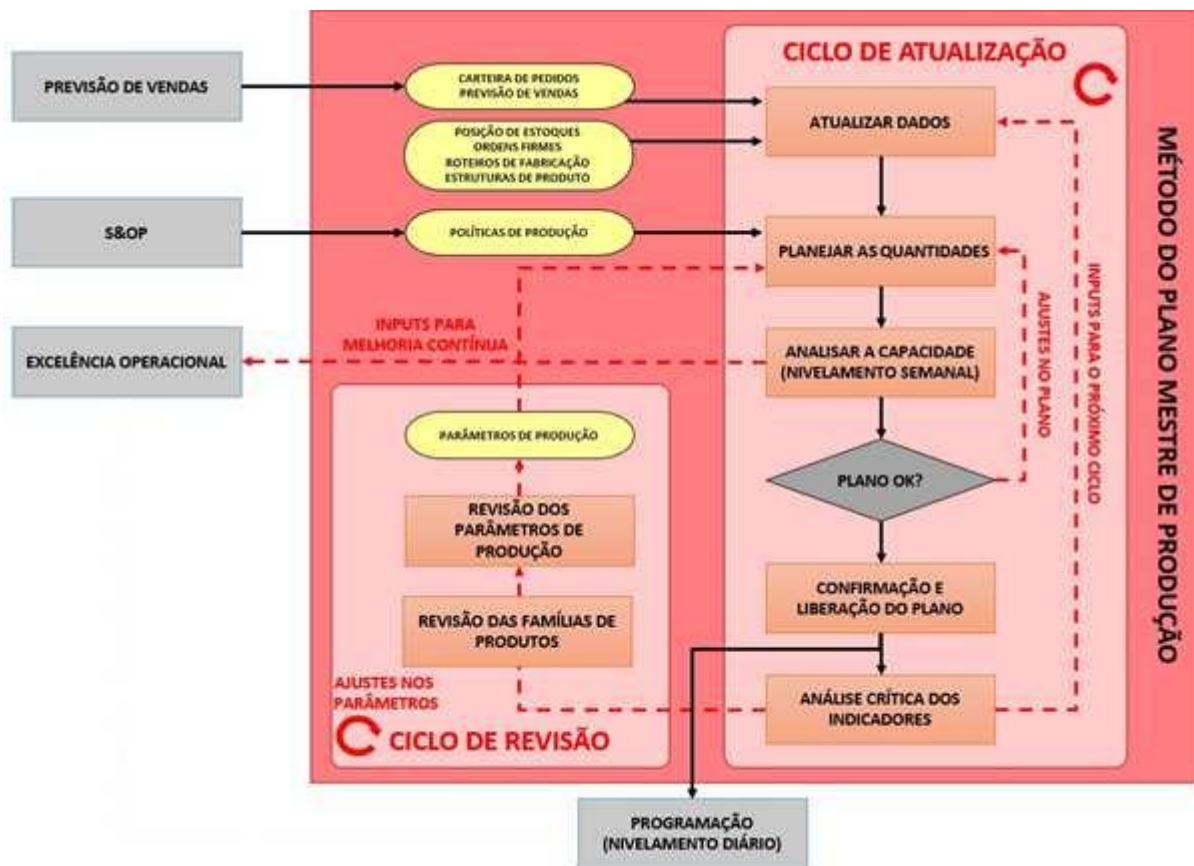 PREVISÃO DE VENDAS
CARTEIRA DE PEDIDOS
PREVISÃO DE VENDAS
POSIÇÃO DE ESTOQUES
ORDENS FIRMES
ROTEIROS DE FABRICAÇÃO
ESTRUTURAS DE PRODUTO
S&OP
POLÍTICAS DE PRODUÇÃO
EXCELÊNCIA OPERACIONAL
INPUTS PARA
MELHORIA CONTÍNUA
CICLO DE ATUALIZAÇÃO
ATUALIZAR DADOS
PLANEJAR AS QUANTIDADES
ANALISAR A CAPACIDADE
(NIVELAMENTO SEMANAL)
PLANO OK?
CONFIRMAÇÃO E
LIBERAÇÃO DO PLANO
ANÁLISE CRÍTICA DOS
INDICADORES
AJUSTES NO PLANO
INPUTS PARA O PRÓXIMO CICLO
MÉTODO DO PLANO MESTRE DE PRODUÇÃO
PARÂMETROS DE PRODUÇÃO
REVISÃO DOS
PARÂMETROS DE
PRODUÇÃO
REVISÃO DAS FAMÍLIAS DE
PRODUTOS
AJUSTES NOS
PARÂMETROS
CICLO DE REVISÃO
PROGRAMAÇÃO
(NIVELAMENTO DIÁRIO)